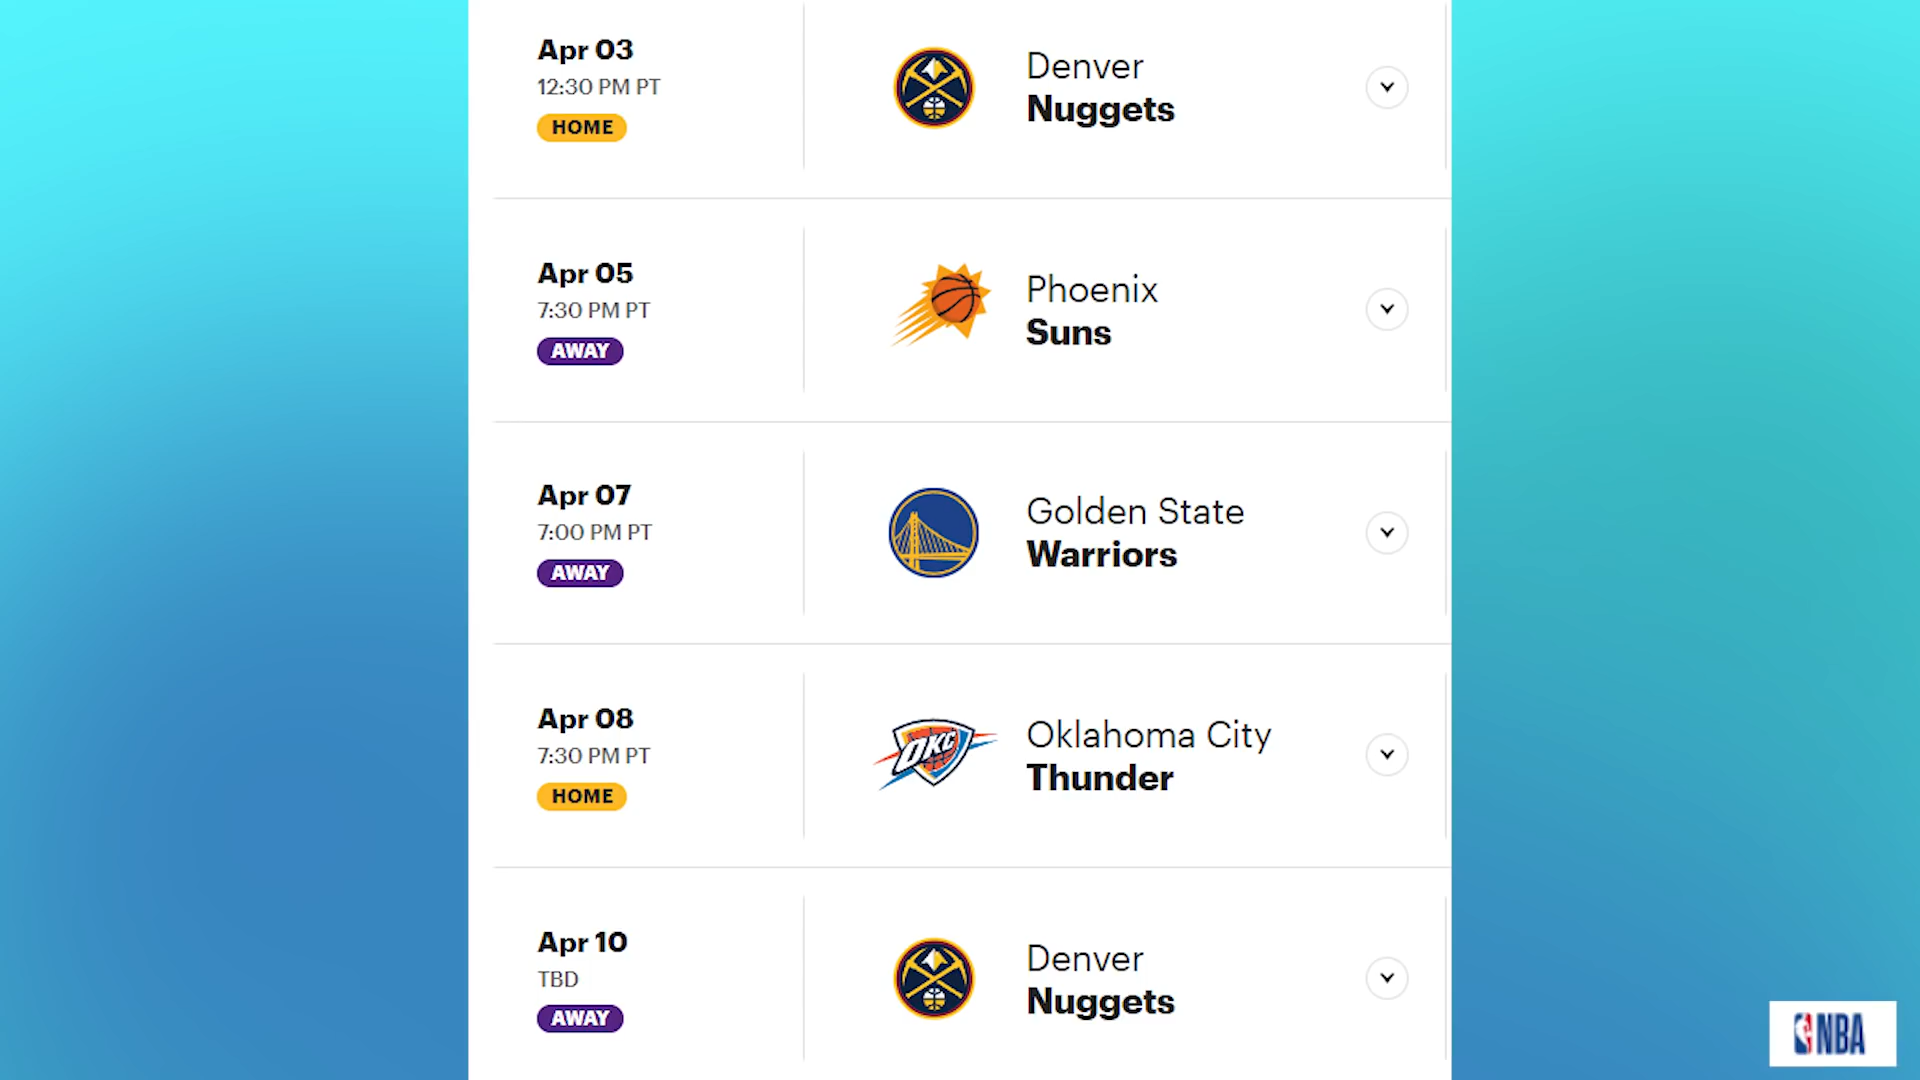 Apr 03
12:30 PM PT
HOME
Denver
Nuggets
Apr 05
7:30 PM PT
AWAY
Phoenix
Suns
Apr 07
7:00 PM PT
AWAY
Golden State
Warriors
Apr 08
7:30 PM PT
HOME
OKC
Oklahoma City
Thunder
Apr 10
TBD
AWAY
Denver
Nuggets
NBA